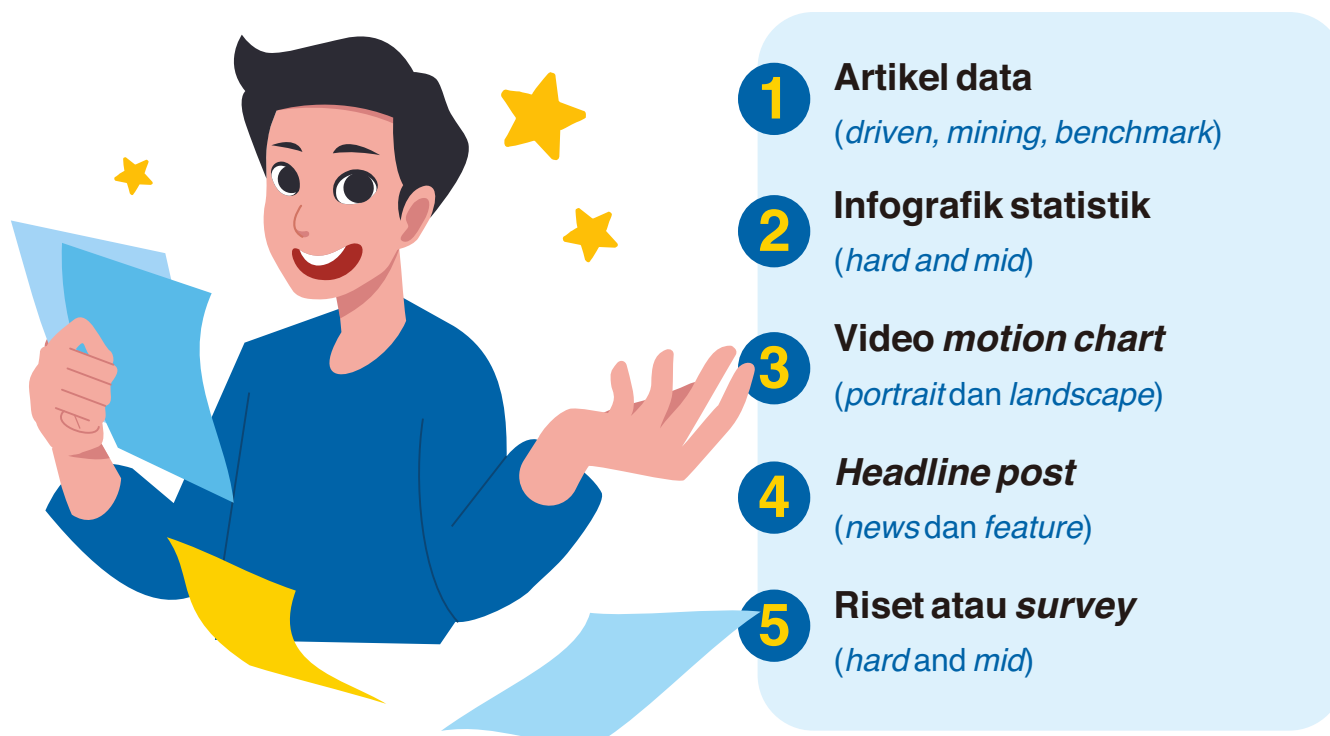 1
Artikel data
(driven, mining, benchmark)
2
Infografik statistik
(hard and mid)
3
Video motion chart
(portrait dan landscape)
4
Headline post
(news dan feature)
5
Riset atau survey
(hard and mid)